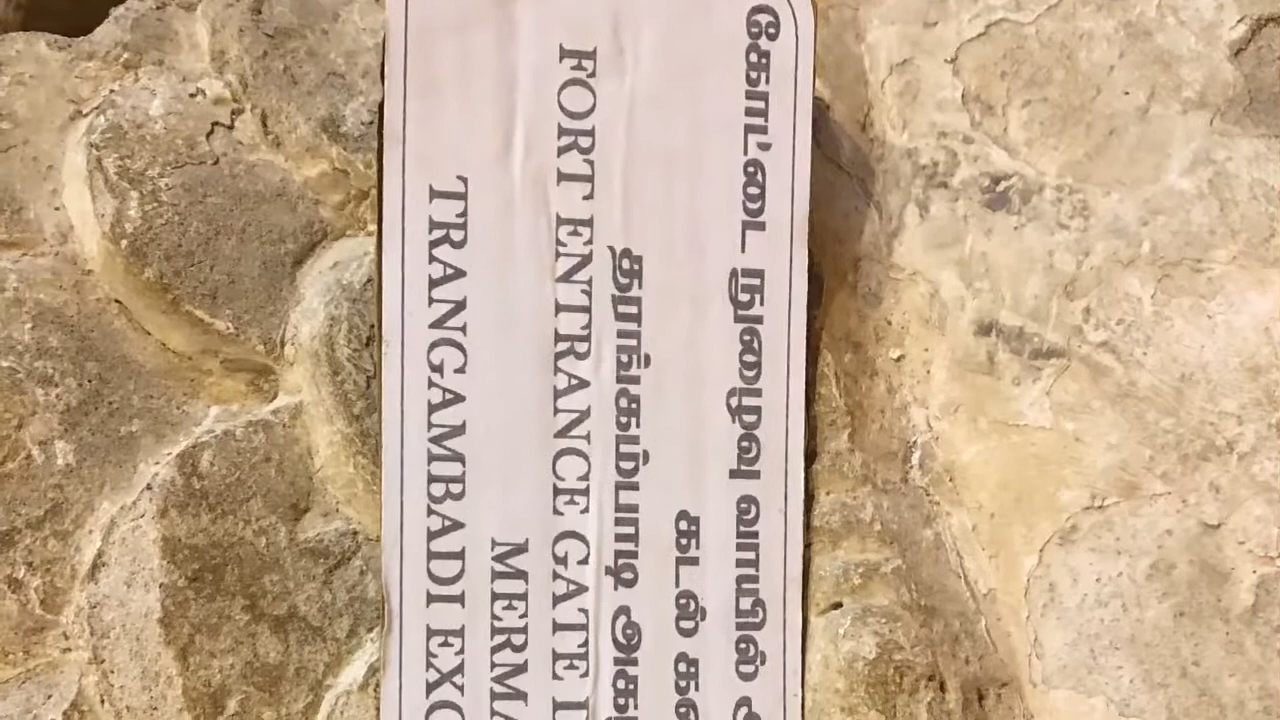 கோட்டை நுழைவு வாயில்
கடல்
தரங்கம்பாடி
FORT ENTRANCE GATE
TRANGAMBADI